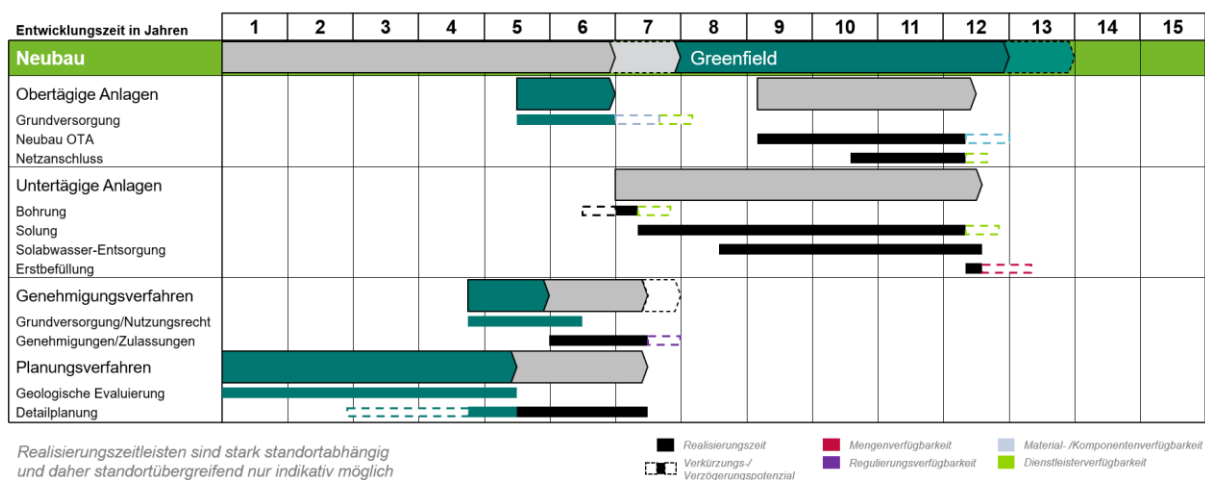 Entwicklungszeit in Jahren 1 2 3 4 5 6 7 8 9 10 11 12 13 14 15
Neubau Greenfield
Obertägige Anlagen
Grundversorgung
Neubau OTA
Netzanschluss
Untertägige Anlagen
Bohrung
Solung
Solabwasser-Entsorgung
Erstbefüllung
Genehmigungsverfahren
Grundversorgung/Nutzungsrecht
Genehmigungen/Zulassungen
Planungsverfahren
Geologische Evaluierung
Detailplanung
Realisierungszeitleisten sind stark standortabhängig
und daher standortübergreifend nur indikativ möglich
Realisierungszeit Mengenverfügbarkeit Material- /Komponentenverfügbarkeit
Verkürzungs-/
Verzögerungspotenzial Regulierungsverfügbarkeit Dienstleisterverfügbarkeit